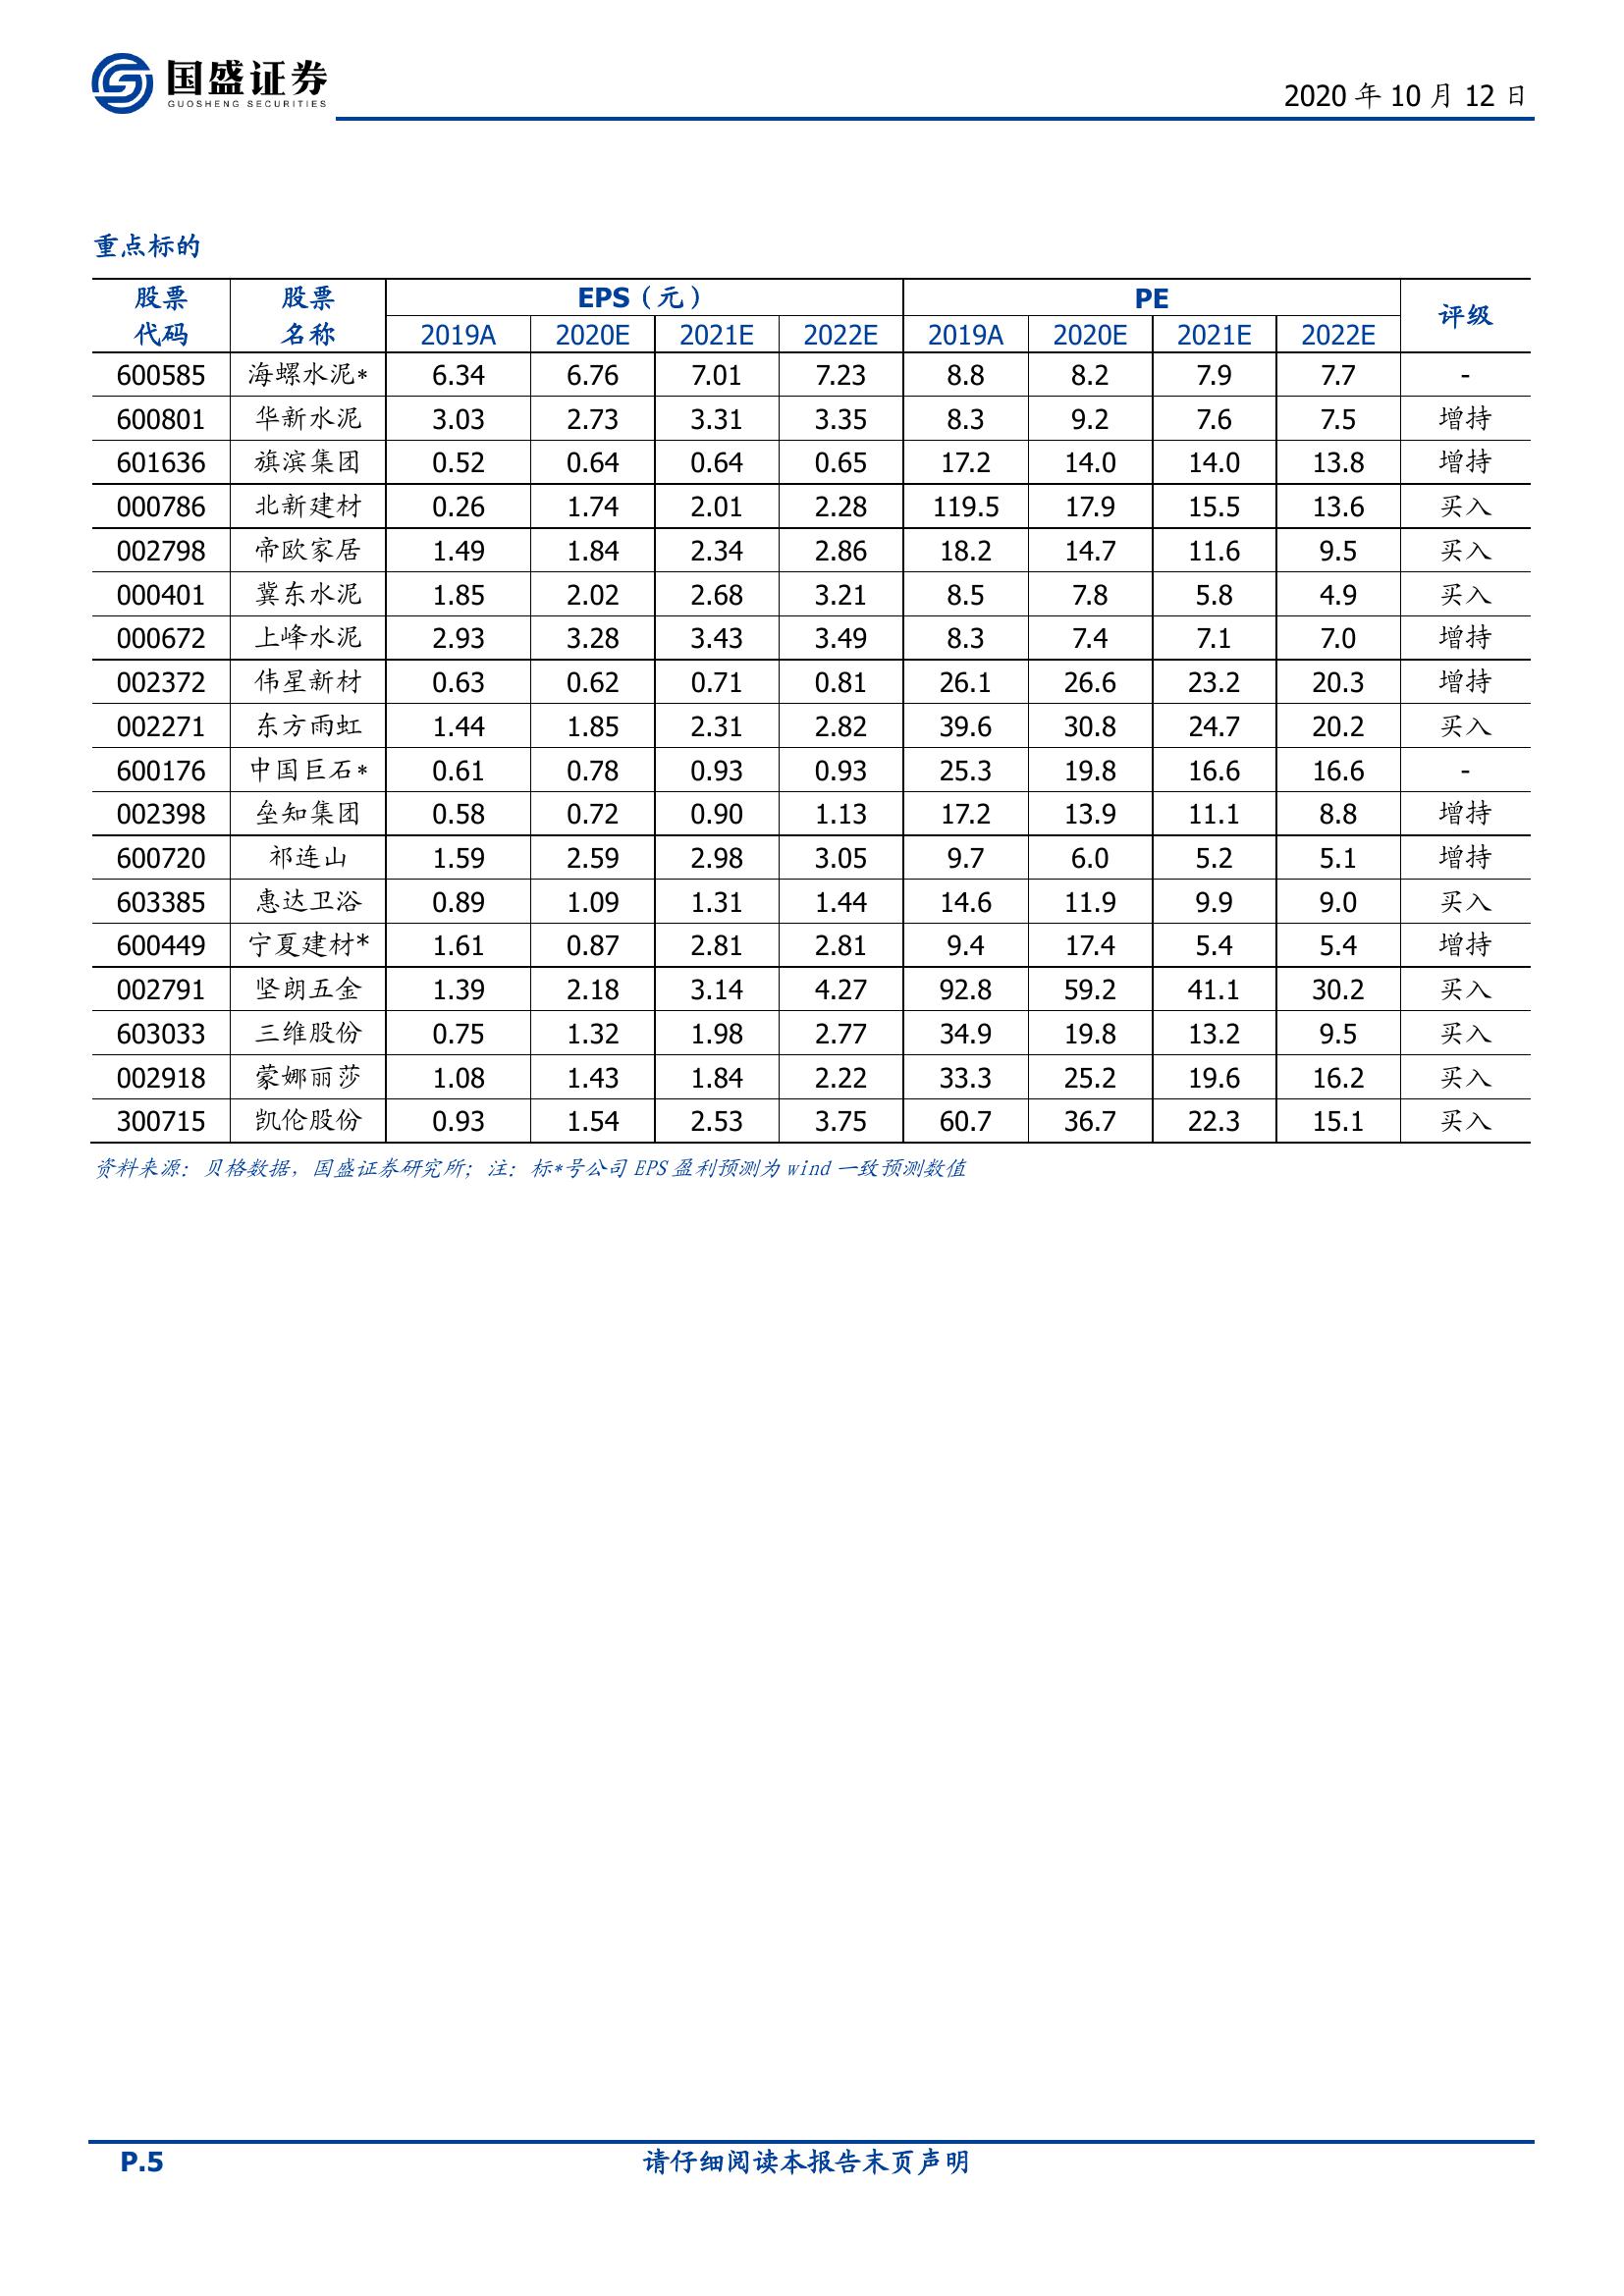 国盛证券
GUOSHENG SECURITIES
2020 年 10 月 12 日
重点标的
股票代码 股票名称 EPS（元） PE 评级
2019A 2020E 2021E 2022E 2019A 2020E 2021E 2022E
600585 海螺水泥* 6.34 6.76 7.01 7.23 8.8 8.2 7.9 7.7 -
600801 华新水泥 3.03 2.73 3.31 3.35 8.3 9.2 7.6 7.5 增持
601636 旗滨集团 0.52 0.64 0.64 0.65 17.2 14.0 14.0 13.8 增持
000786 北新建材 0.26 1.74 2.01 2.28 119.5 17.9 15.5 13.6 买入
002798 帝欧家居 1.49 1.84 2.34 2.86 18.2 14.7 11.6 9.5 买入
000401 冀东水泥 1.85 2.02 2.68 3.21 8.5 7.8 5.8 4.9 买入
000672 上峰水泥 2.93 3.28 3.43 3.49 8.3 7.4 7.1 7.0 增持
002372 伟星新材 0.63 0.62 0.71 0.81 26.1 26.6 23.2 20.3 增持
002271 东方雨虹 1.44 1.85 2.31 2.82 39.6 30.8 24.7 20.2 买入
600176 中国巨石* 0.61 0.78 0.93 0.93 25.3 19.8 16.6 16.6 -
002398 垒知集团 0.58 0.72 0.90 1.13 17.2 13.9 11.1 8.8 增持
600720 祁连山 1.59 2.59 2.98 3.05 9.7 6.0 5.2 5.1 增持
603385 惠达卫浴 0.89 1.09 1.31 1.44 14.6 11.9 9.9 9.0 买入
600449 宁夏建材* 1.61 0.87 2.81 2.81 9.4 17.4 5.4 5.4 增持
002791 坚朗五金 1.39 2.18 3.14 4.27 92.8 59.2 41.1 30.2 买入
603033 三维股份 0.75 1.32 1.98 2.77 34.9 19.8 13.2 9.5 买入
002918 蒙娜丽莎 1.08 1.43 1.84 2.22 33.3 25.2 19.6 16.2 买入
300715 凯伦股份 0.93 1.54 2.53 3.75 60.7 36.7 22.3 15.1 买入
资料来源：贝格数据，国盛证券研究所；注：标*号公司 EPS 盈利预测为 wind 一致预测数值
P.5 请仔细阅读本报告末页声明